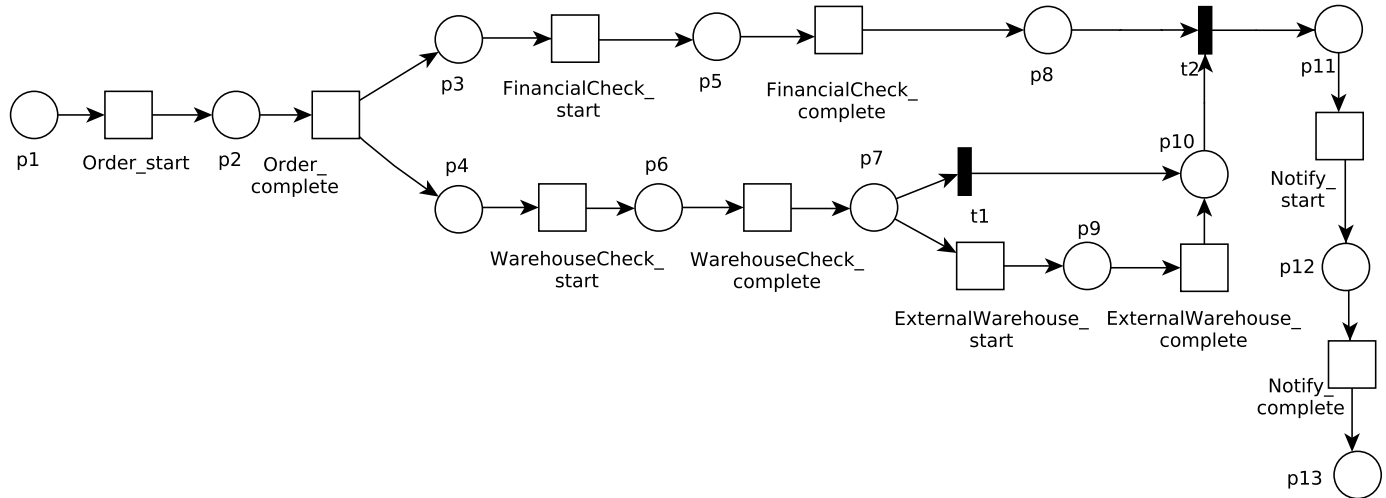 p3
FinancialCheck_
start
p5
FinancialCheck_
complete
p8
t2
p11
p1
Order_start
p2
Order_
complete
p4
p6
p7
p10
Notify_
start
WarehouseCheck_
start
WarehouseCheck_
complete
t1
p9
p12
ExternalWarehouse_
start
ExternalWarehouse_
complete
Notify_
complete
p13